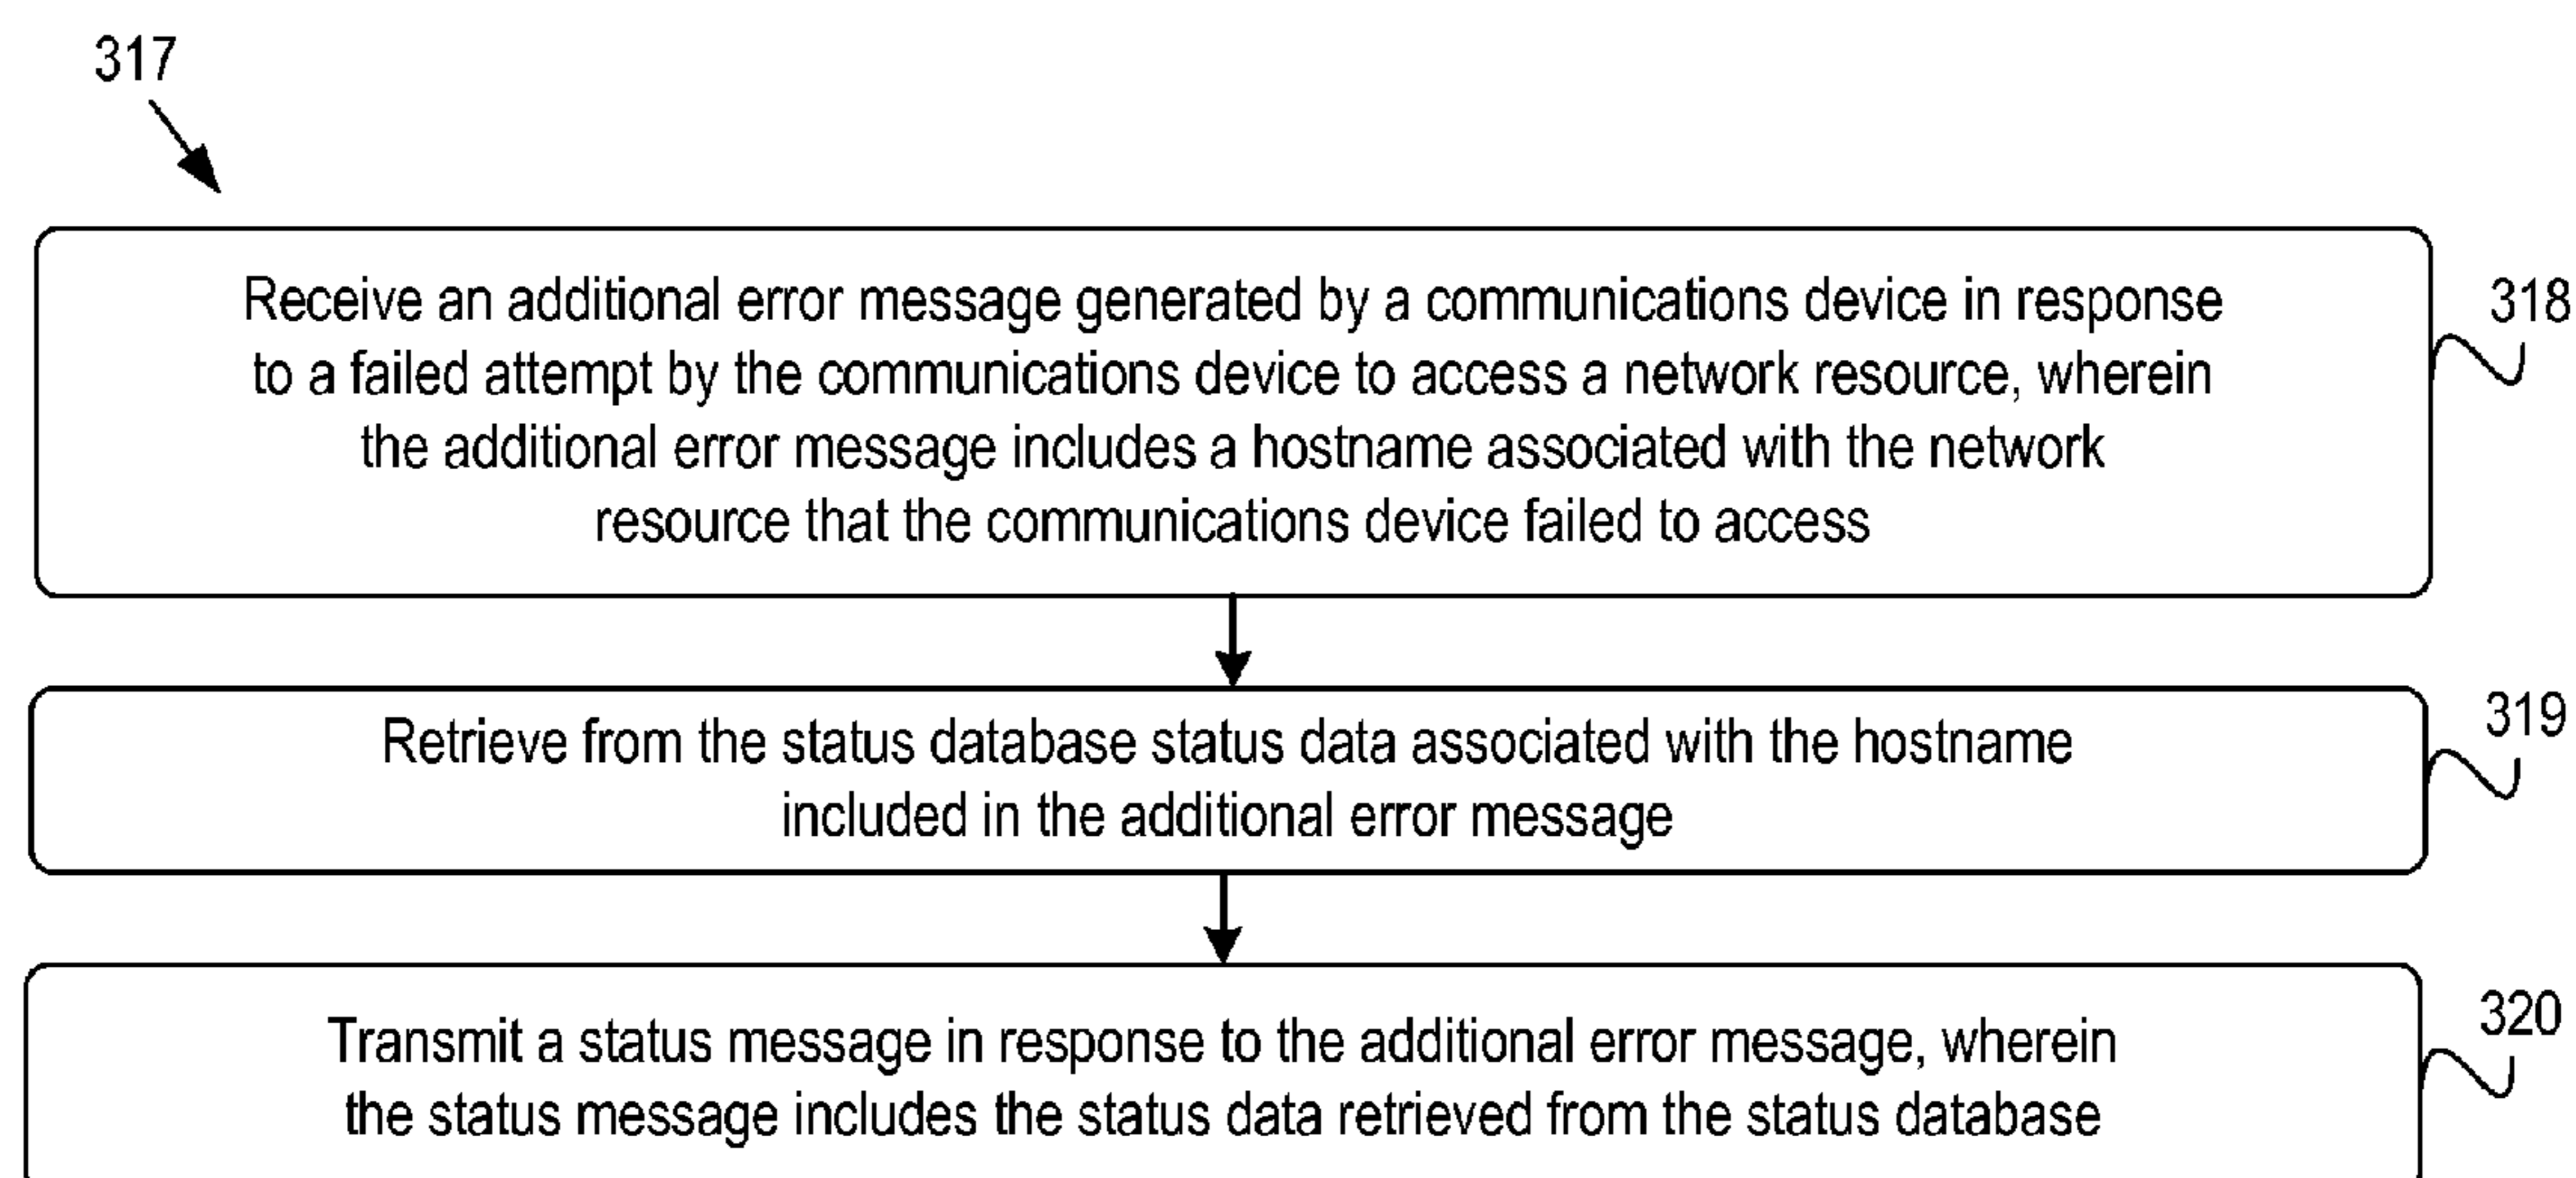 317
Receive an additional error message generated by a communications device in response
to a failed attempt by the communications device to access a network resource, wherein
the additional error message includes a hostname associated with the network
resource that the communications device failed to access
318
Retrieve from the status database status data associated with the hostname
included in the additional error message
319
Transmit a status message in response to the additional error message, wherein
the status message includes the status data retrieved from the status database
320